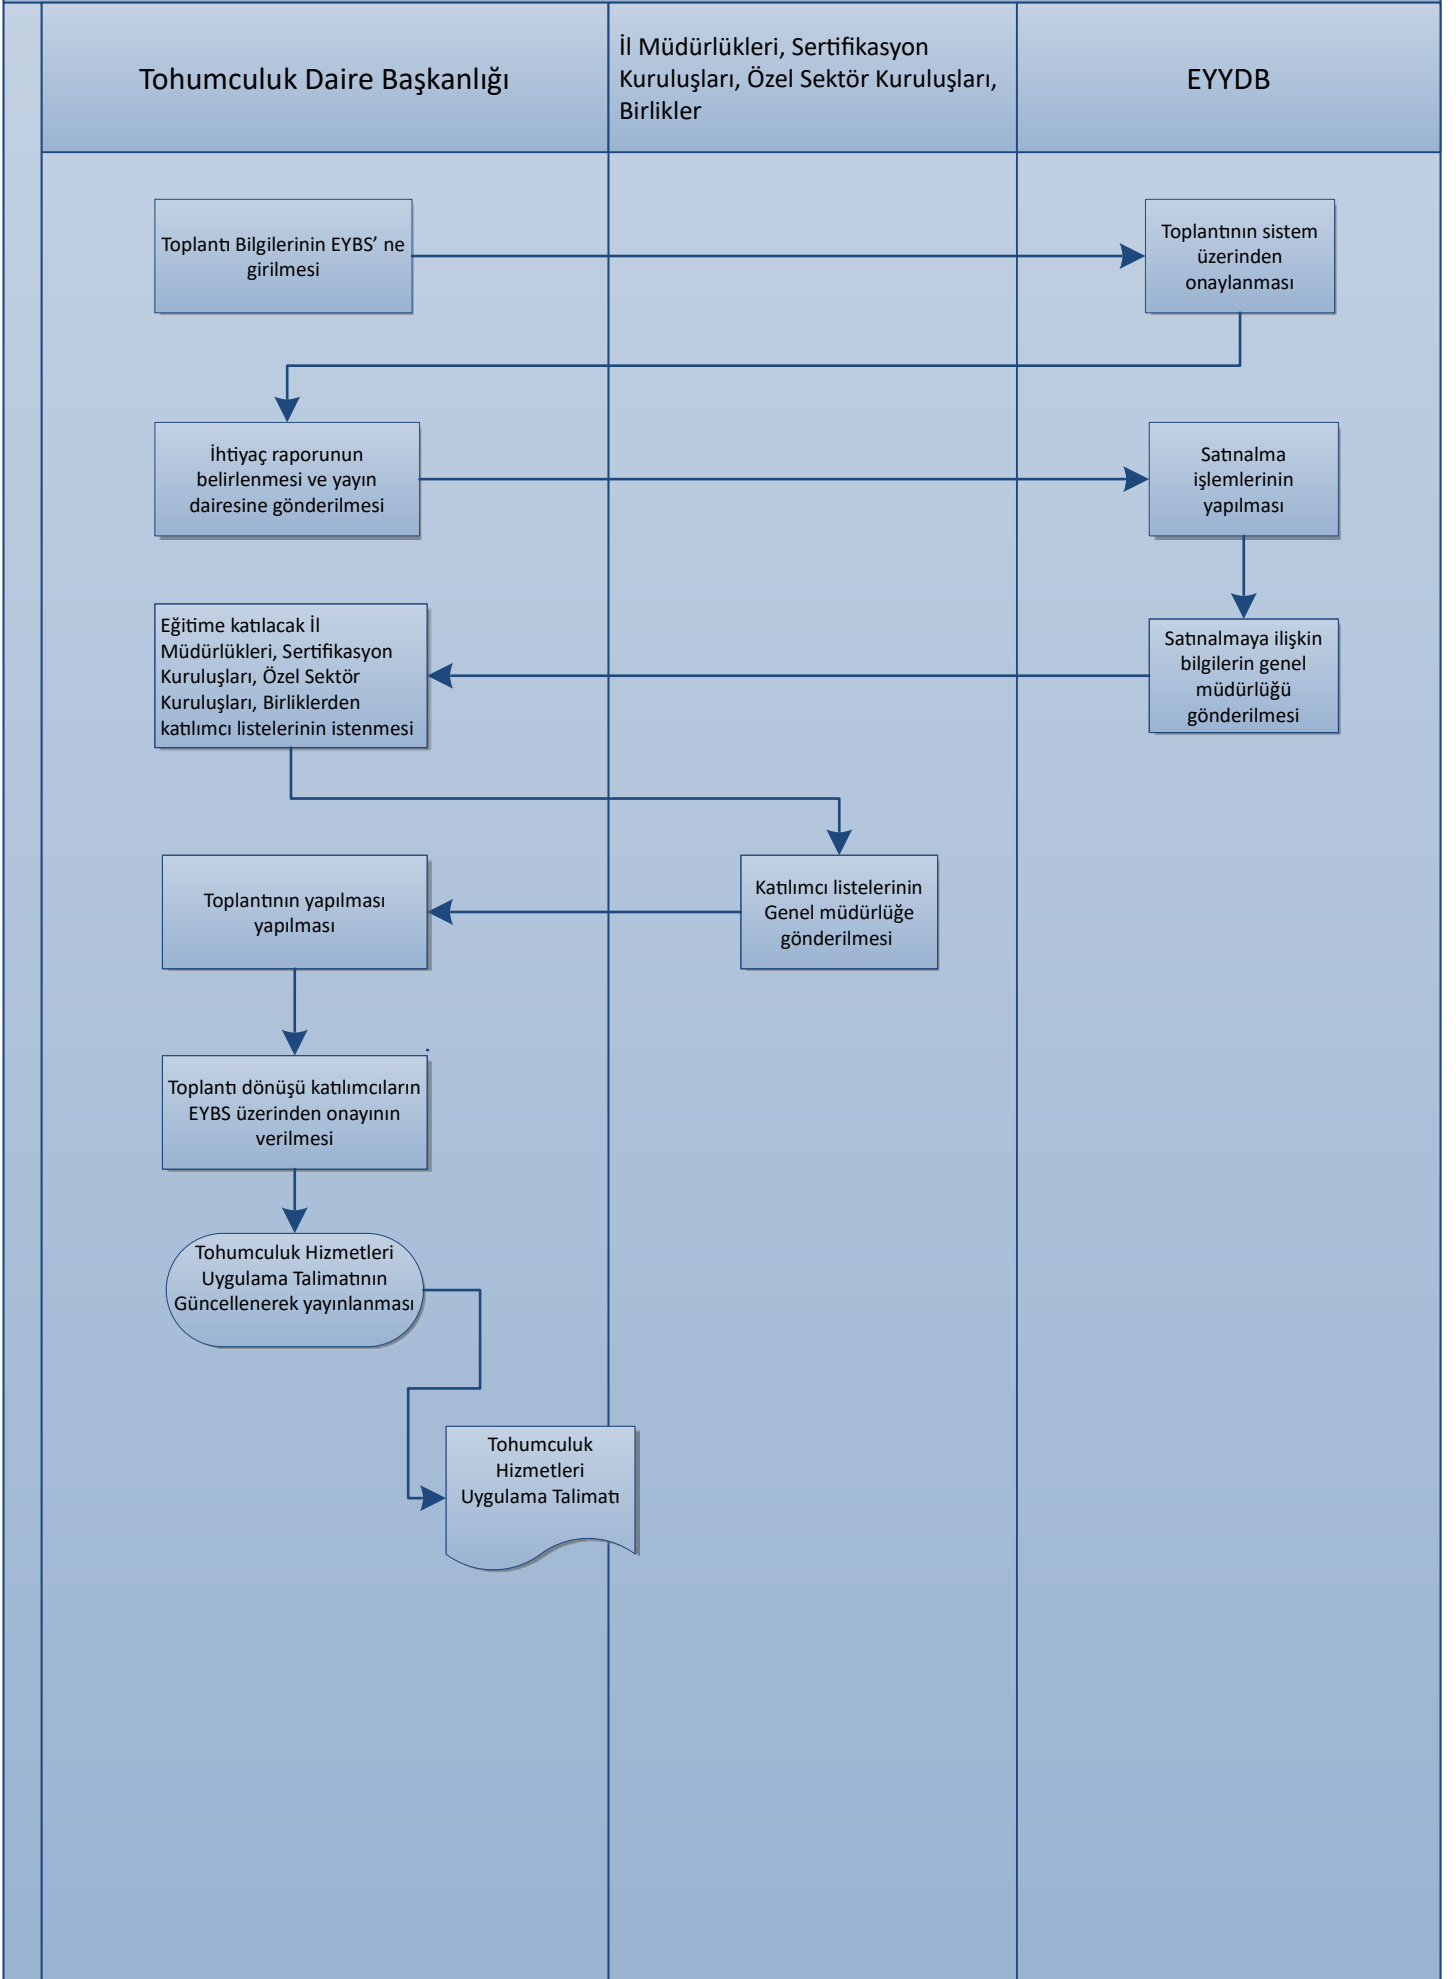 Tohumculuk Daire Başkanlığı
İl Müdürlükleri, Sertifikasyon
Kuruluşları, Özel Sektör Kuruluşları,
Birlikler
EYYDB
Toplantı Bilgilerinin EYBS’ ne
girilmesi
Toplantının sistem
üzerinden
onaylanması
İhtiyaç raporunun
belirlenmesi ve yayın
dairesine gönderilmesi
Satınalma
işlemlerinin
yapılması
Eğitime katılacak İl
Müdürlükleri, Sertifikasyon
Kuruluşları, Özel Sektör
Kuruluşları, Birliklerden
katılımcı listelerinin istenmesi
Satınalmaya ilişkin
bilgilerin genel
müdürlüğü
gönderilmesi
Toplantının yapılması
yapılması
Katılımcı listelerinin
Genel müdürlüğe
gönderilmesi
Toplantı dönüşü katılımcıların
EYBS üzerinden onayının
verilmesi
Tohumculuk Hizmetleri
Uygulama Talimatının
Güncellenerek yayınlanması
Tohumculuk
Hizmetleri
Uygulama Talimatı